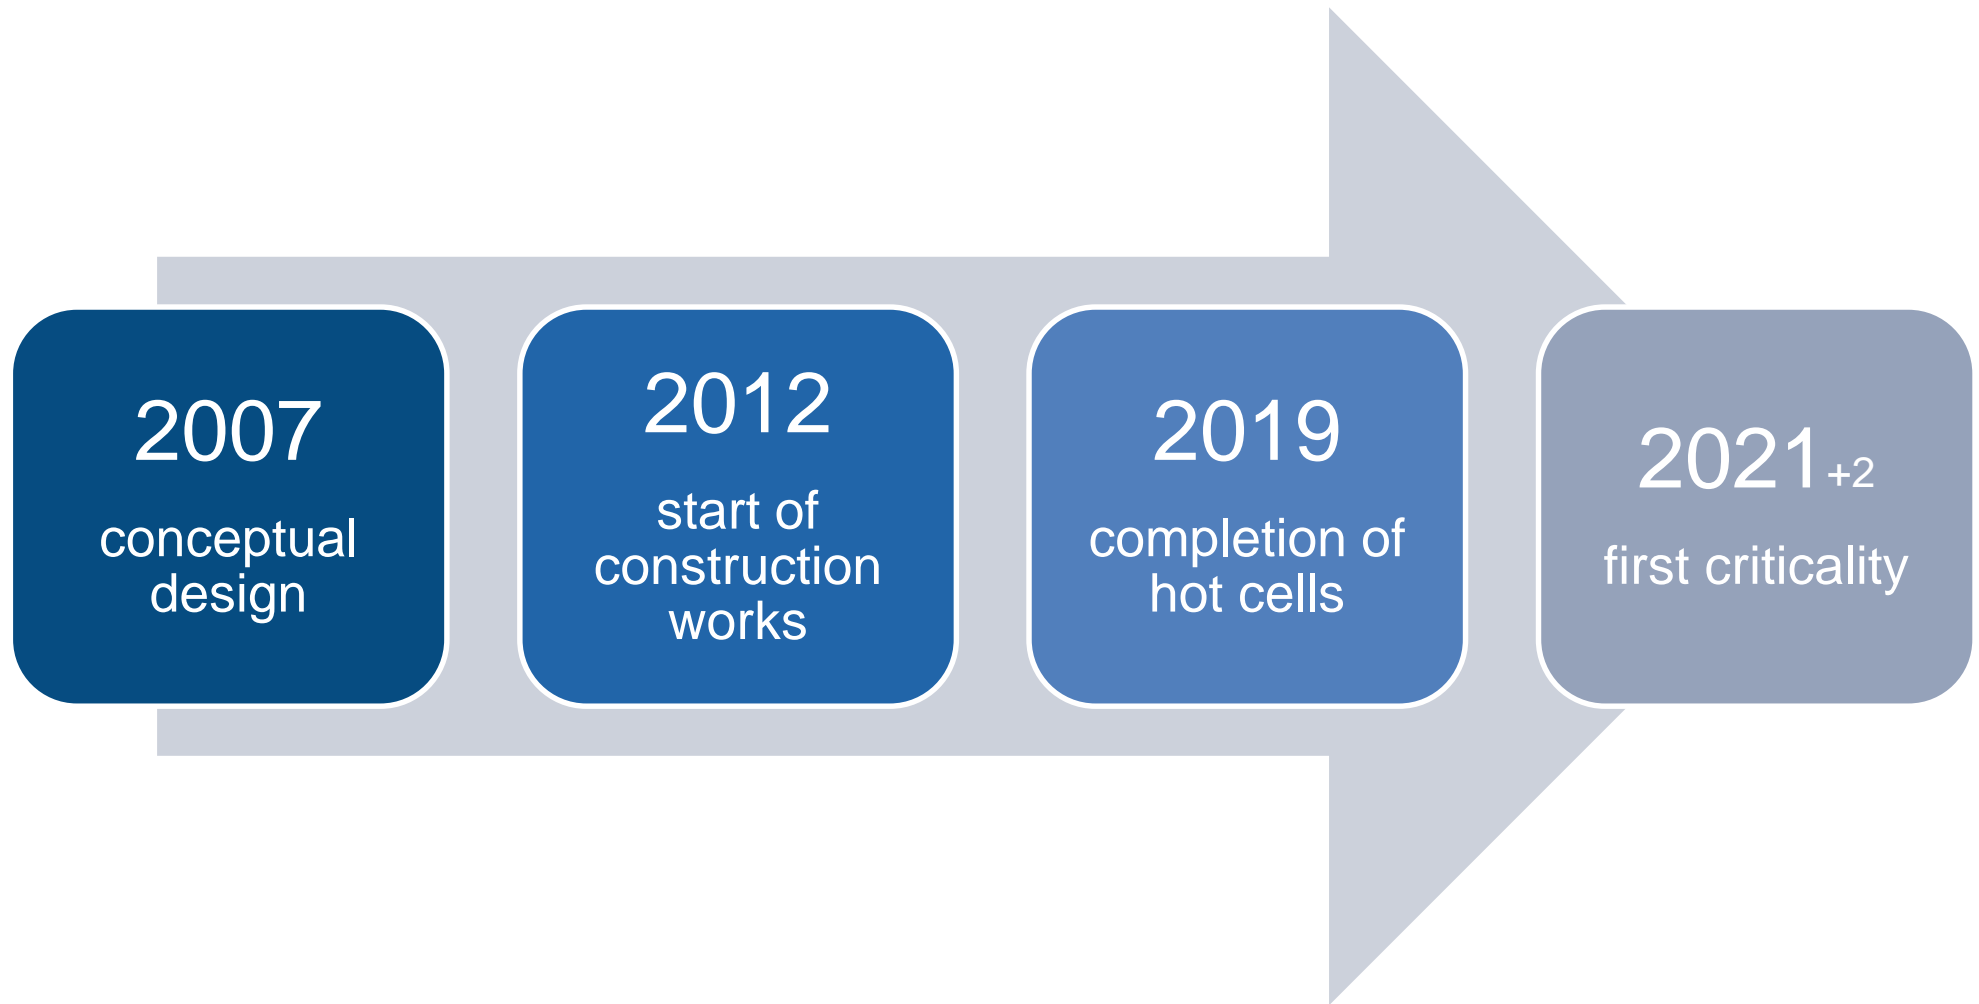 2007
conceptual
design
2012
start of
construction
works
2019
completion of
hot cells
2021+2
first criticality